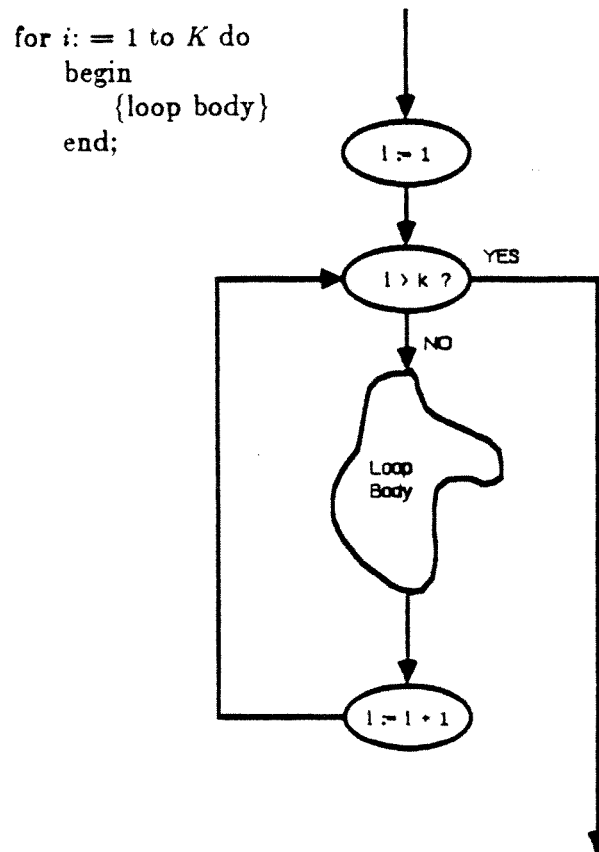 for i: = 1 to K do
begin
{loop body}
end;
I := 1
I > k ?
YES
NO
Loop
Body
I := I + 1